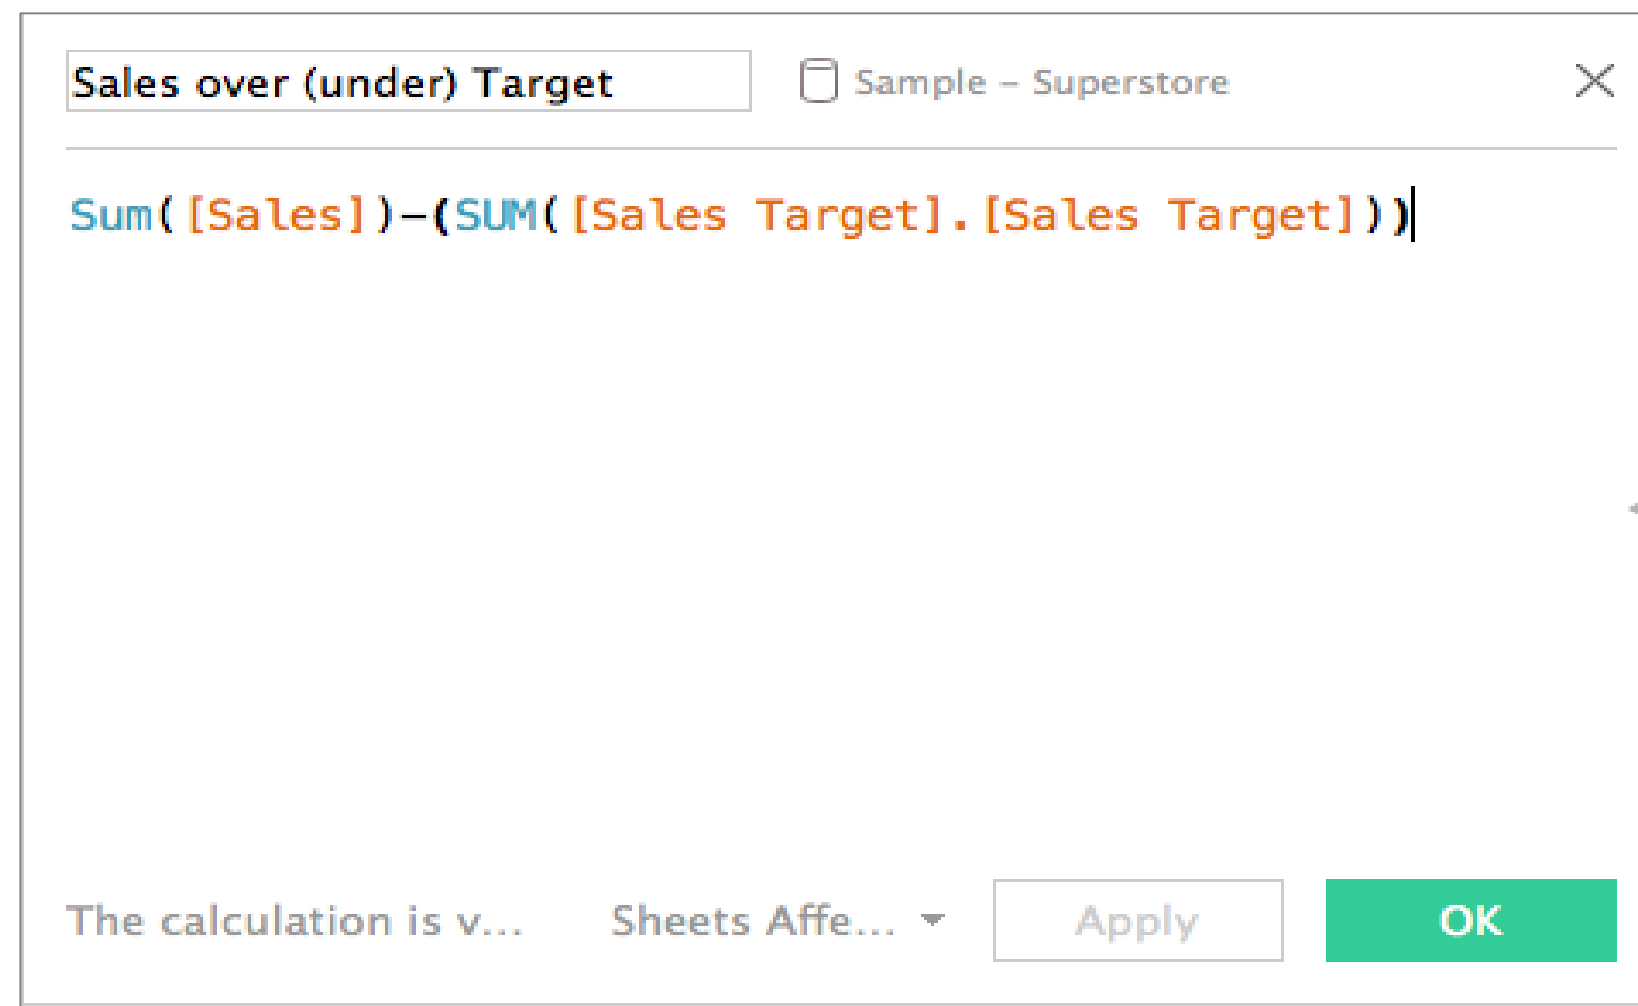 Sales over (under) Target
Sample – Superstore
Sum([Sales])–(SUM([Sales Target].[Sales Target]))
The calculation is v...
Sheets Affe...
Apply
OK